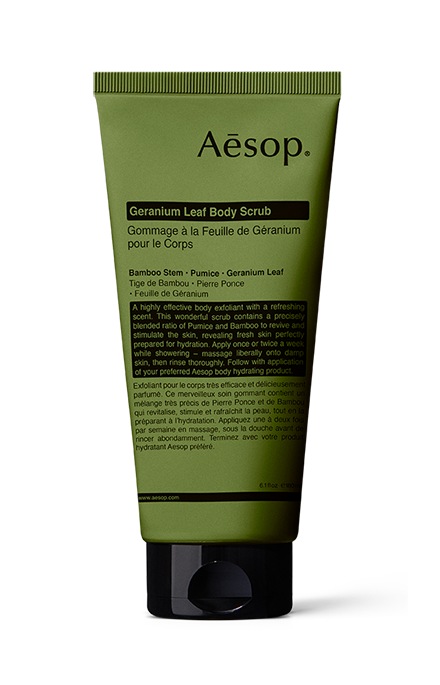 Aēsop®
Geranium Leaf Body Scrub
Gommage à la Feuille de Géranium
pour le Corps
Bamboo Stem · Pumice · Geranium Leaf
Tige de Bambou · Pierre Ponce
· Feuille de Géranium
A highly effective body exfoliant with a refreshing
scent. This wonderful scrub contains a precisely
blended ratio of Pumice and Bamboo to revive and
stimulate the skin, revealing fresh skin perfectly
prepared for hydration. Apply once or twice a week
while showering – massage liberally onto damp
skin, then rinse thoroughly. Follow with application
of your preferred Aesop body hydrating product.
Exfoliant pour le corps très efficace et délicieusement
parfumé. Ce merveilleux soin gommant contient un
mélange très précis de Pierre Ponce et de Bambou
qui revitalise, stimule et rafraîchit la peau, tout en la
préparant à l'hydratation. Appliquez une à deux fois
par semaine en massage, sous la douche avant de
rincer abondamment. Terminez avec votre produit
hydratant Aesop préféré.
6.1 fl oz
www.aesop.com